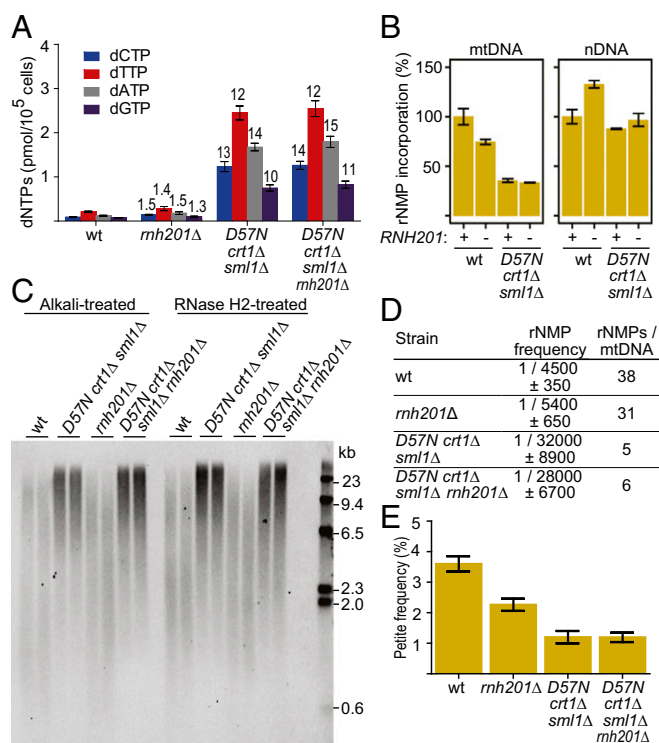 A
dNTPs (pmol/10⁵ cells)
4
3
2
1
dCTP
dTTP
dATP
dGTP
1.5
1.4
1.5
1.3
13
12
14
10
14
12
15
11
wt
rnh201Δ
D57N
crt1Δ
sml1Δ
D57N
crt1Δ
sml1Δ
rnh201Δ
B
mtDNA
nDNA
rNMP incorporation (%)
150
100
50
RNH201:
+ - + -
+ - + -
wt
D57N
crt1Δ
sml1Δ
wt
D57N
crt1Δ
sml1Δ
C
Alkali-treated
RNase H2-treated
wt
D57N crt1Δ sml1Δ
rnh201Δ
D57N crt1Δ
sml1Δ rnh201Δ
wt
D57N crt1Δ sml1Δ
rnh201Δ
D57N crt1Δ
sml1Δ rnh201Δ
kb
23
9.4
6.5
2.3
2.0
0.6
D
Strain
rNMP
frequency
rNMPs /
mtDNA
wt
1 / 4500
± 350
38
rnh201Δ
1 / 5400
± 650
31
D57N crt1Δ
sml1Δ
1 / 32000
± 8900
5
D57N crt1Δ
sml1Δ rnh201Δ
1 / 28000
± 6700
6
E
Petite frequency (%)
5
4
3
2
1
wt
rnh201Δ
D57N
crt1Δ
sml1Δ
D57N
crt1Δ
sml1Δ
rnh201Δ